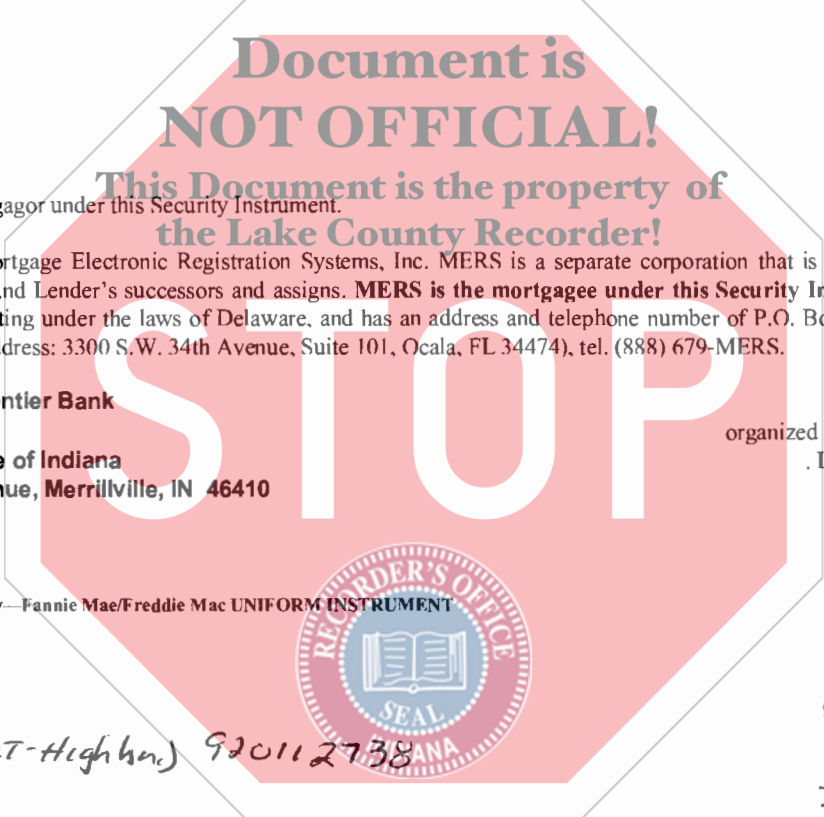 Document is
NOT OFFICIAL!
This Document is the property of
gagor under this Security Instrument.
the Lake County Recorder!
rtgage Electronic Registration Systems, Inc. MERS is a separate corporation that is
nd Lender's successors and assigns. MERS is the mortgagee under this Security In
ting under the laws of Delaware, and has an address and telephone number of P.O. Bo
dress: 3300 S.W. 34th Avenue, Suite 101, Ocala, FL 34474), tel. (888) 679-MERS.
ntier Bank
organized
e of Indiana
nue, Merrillville, IN 46410
STOP
y—Fannie Mae/Freddie Mac UNIFORM INSTRUMENT
RECORDER'S OFFICE
SEAL
INDIANA
920112738